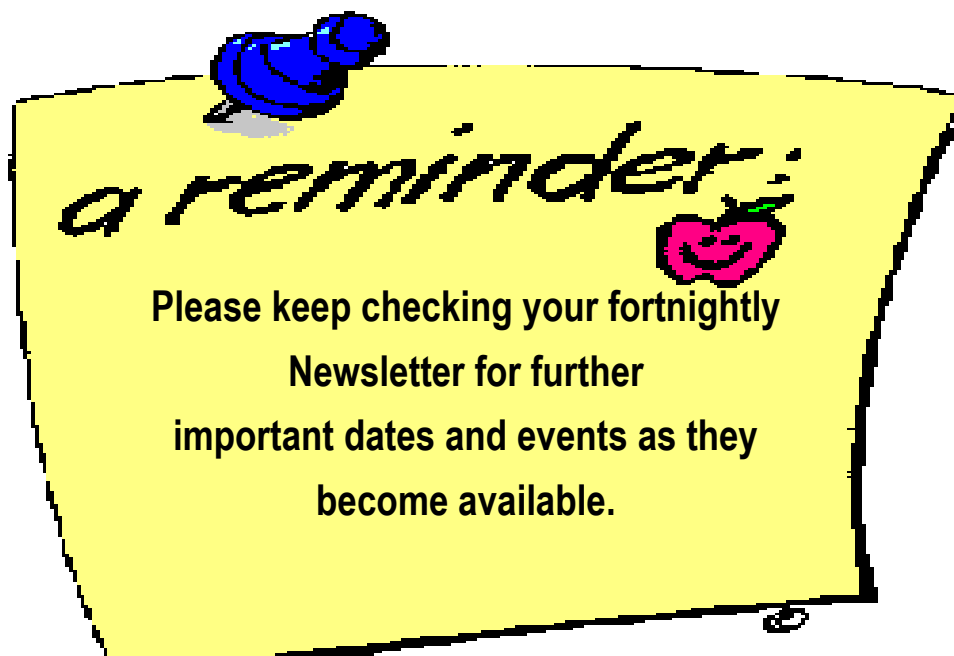 a reminder:
Please keep checking your fortnightly
Newsletter for further
important dates and events as they
become available.